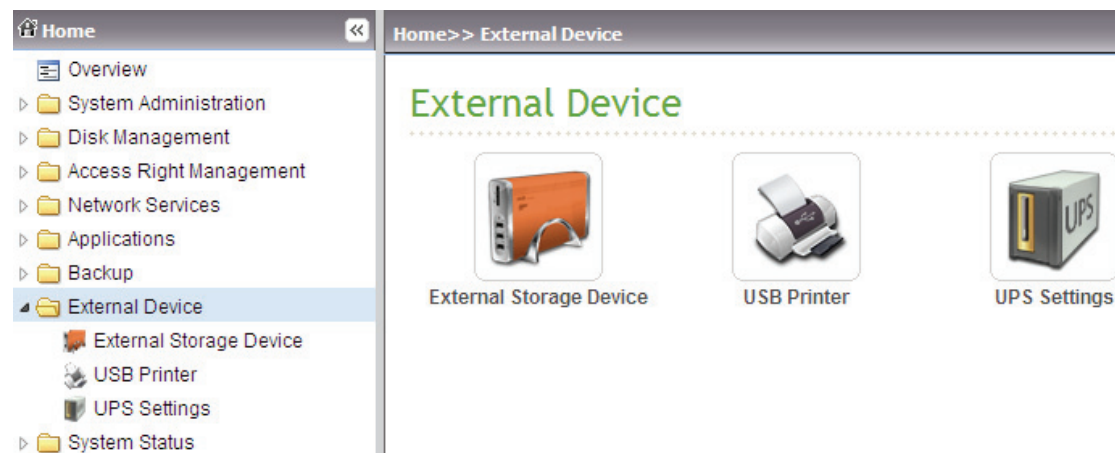 Home
Overview
System Administration
Disk Management
Access Right Management
Network Services
Applications
Backup
External Device
External Storage Device
USB Printer
UPS Settings
System Status
Home>> External Device
External Device
UPS
External Storage Device
USB Printer
UPS Settings